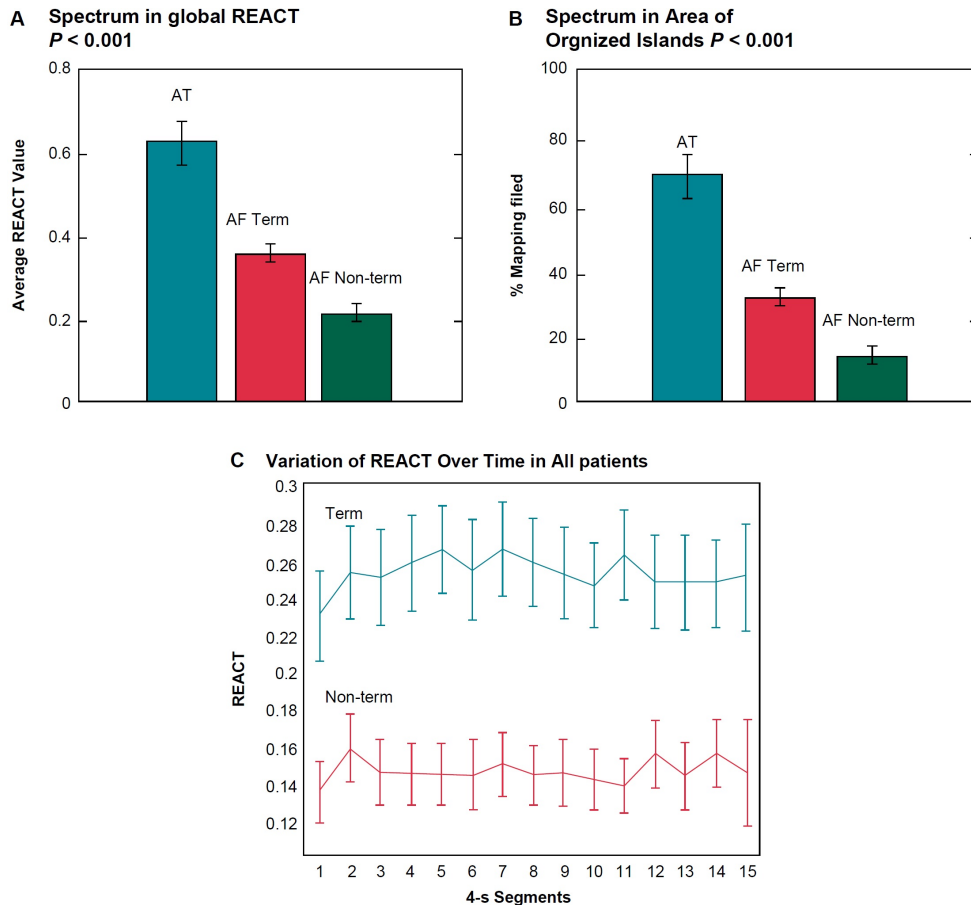 A Spectrum in global REACT
P < 0.001
Average REACT Value
0.8
0.6
0.4
0.2
0
AT
AF Term
AF Non-term
B Spectrum in Area of
Orgnized Islands P < 0.001
% Mapping filed
100
80
60
40
20
0
AT
AF Term
AF Non-term
C Variation of REACT Over Time in All patients
REACT
0.3
0.28
0.26
0.24
0.22
0.2
0.18
0.16
0.14
0.12
Term
Non-term
1 2 3 4 5 6 7 8 9 10 11 12 13 14 15
4-s Segments